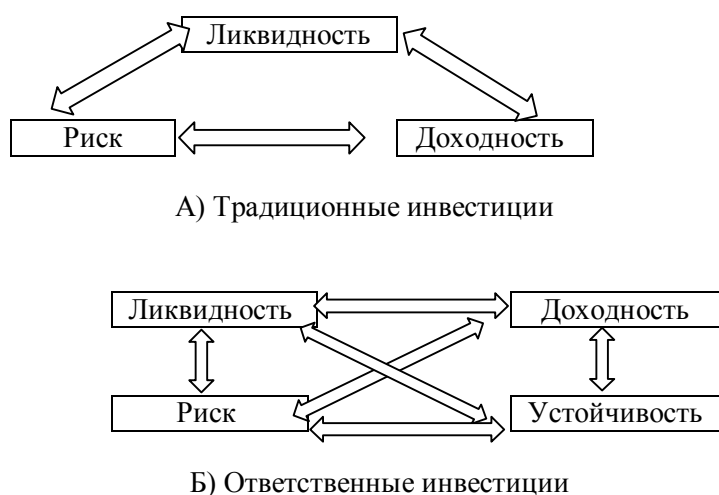 Ликвидность
Риск
Доходность
А) Традиционные инвестиции
Ликвидность
Доходность
Риск
Устойчивость
Б) Ответственные инвестиции